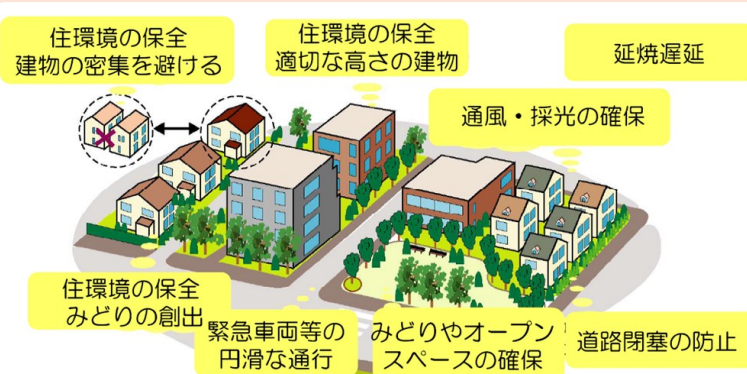 住環境の保全
建物の密集を避ける
住環境の保全
適切な高さの建物
延焼遅延
通風・採光の確保
住環境の保全
みどりの創出
緊急車両等の
円滑な通行
みどりやオープン
スペースの確保
道路閉塞の防止